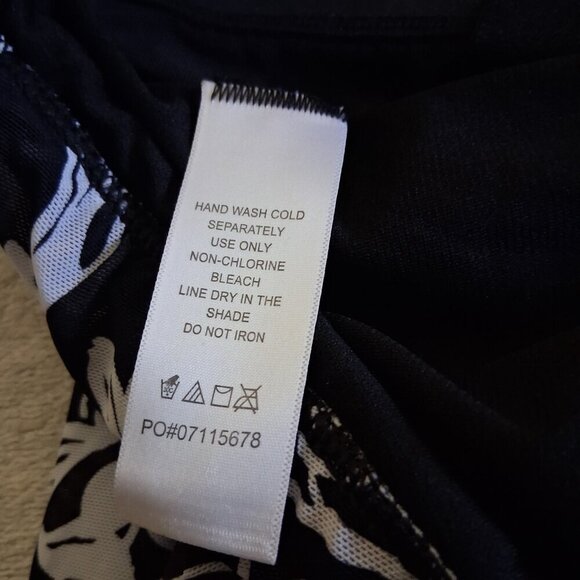 HAND WASH COLD
SEPARATELY
USE ONLY
NON-CHLORINE
BLEACH
LINE DRY IN THE
SHADE
DO NOT IRON
PO#07115678